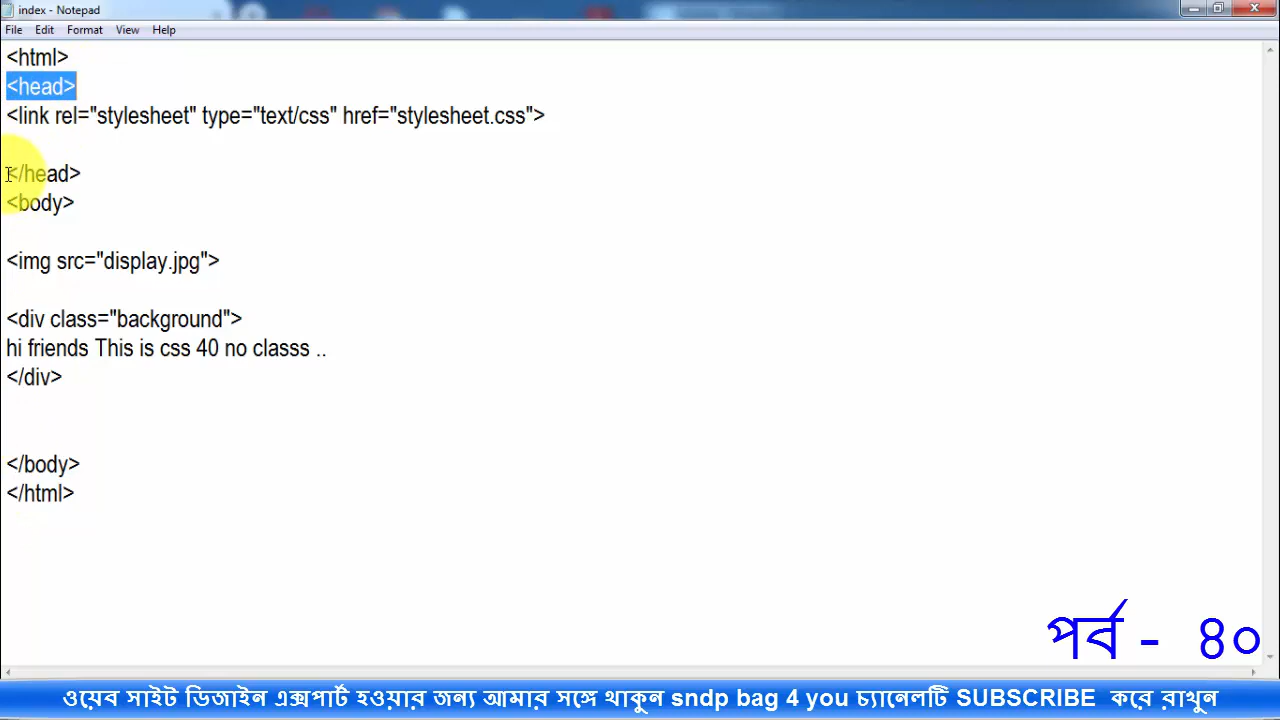 index - Notepad
File Edit Format View Help
<html>
<head>
<link rel="stylesheet" type="text/css" href="stylesheet.css">
</head>
<body>
<img src="display.jpg">
<div class="background">
hi friends This is css 40 no classs ..
</div>
</body>
</html>
পর্ব - ৪০
ওয়েব সাইট ডিজাইন এক্সপার্ট হওয়ার জন্য আমার সঙ্গে থাকুন sndp bag 4 you চ্যানেলটি SUBSCRIBE করে রাখুন